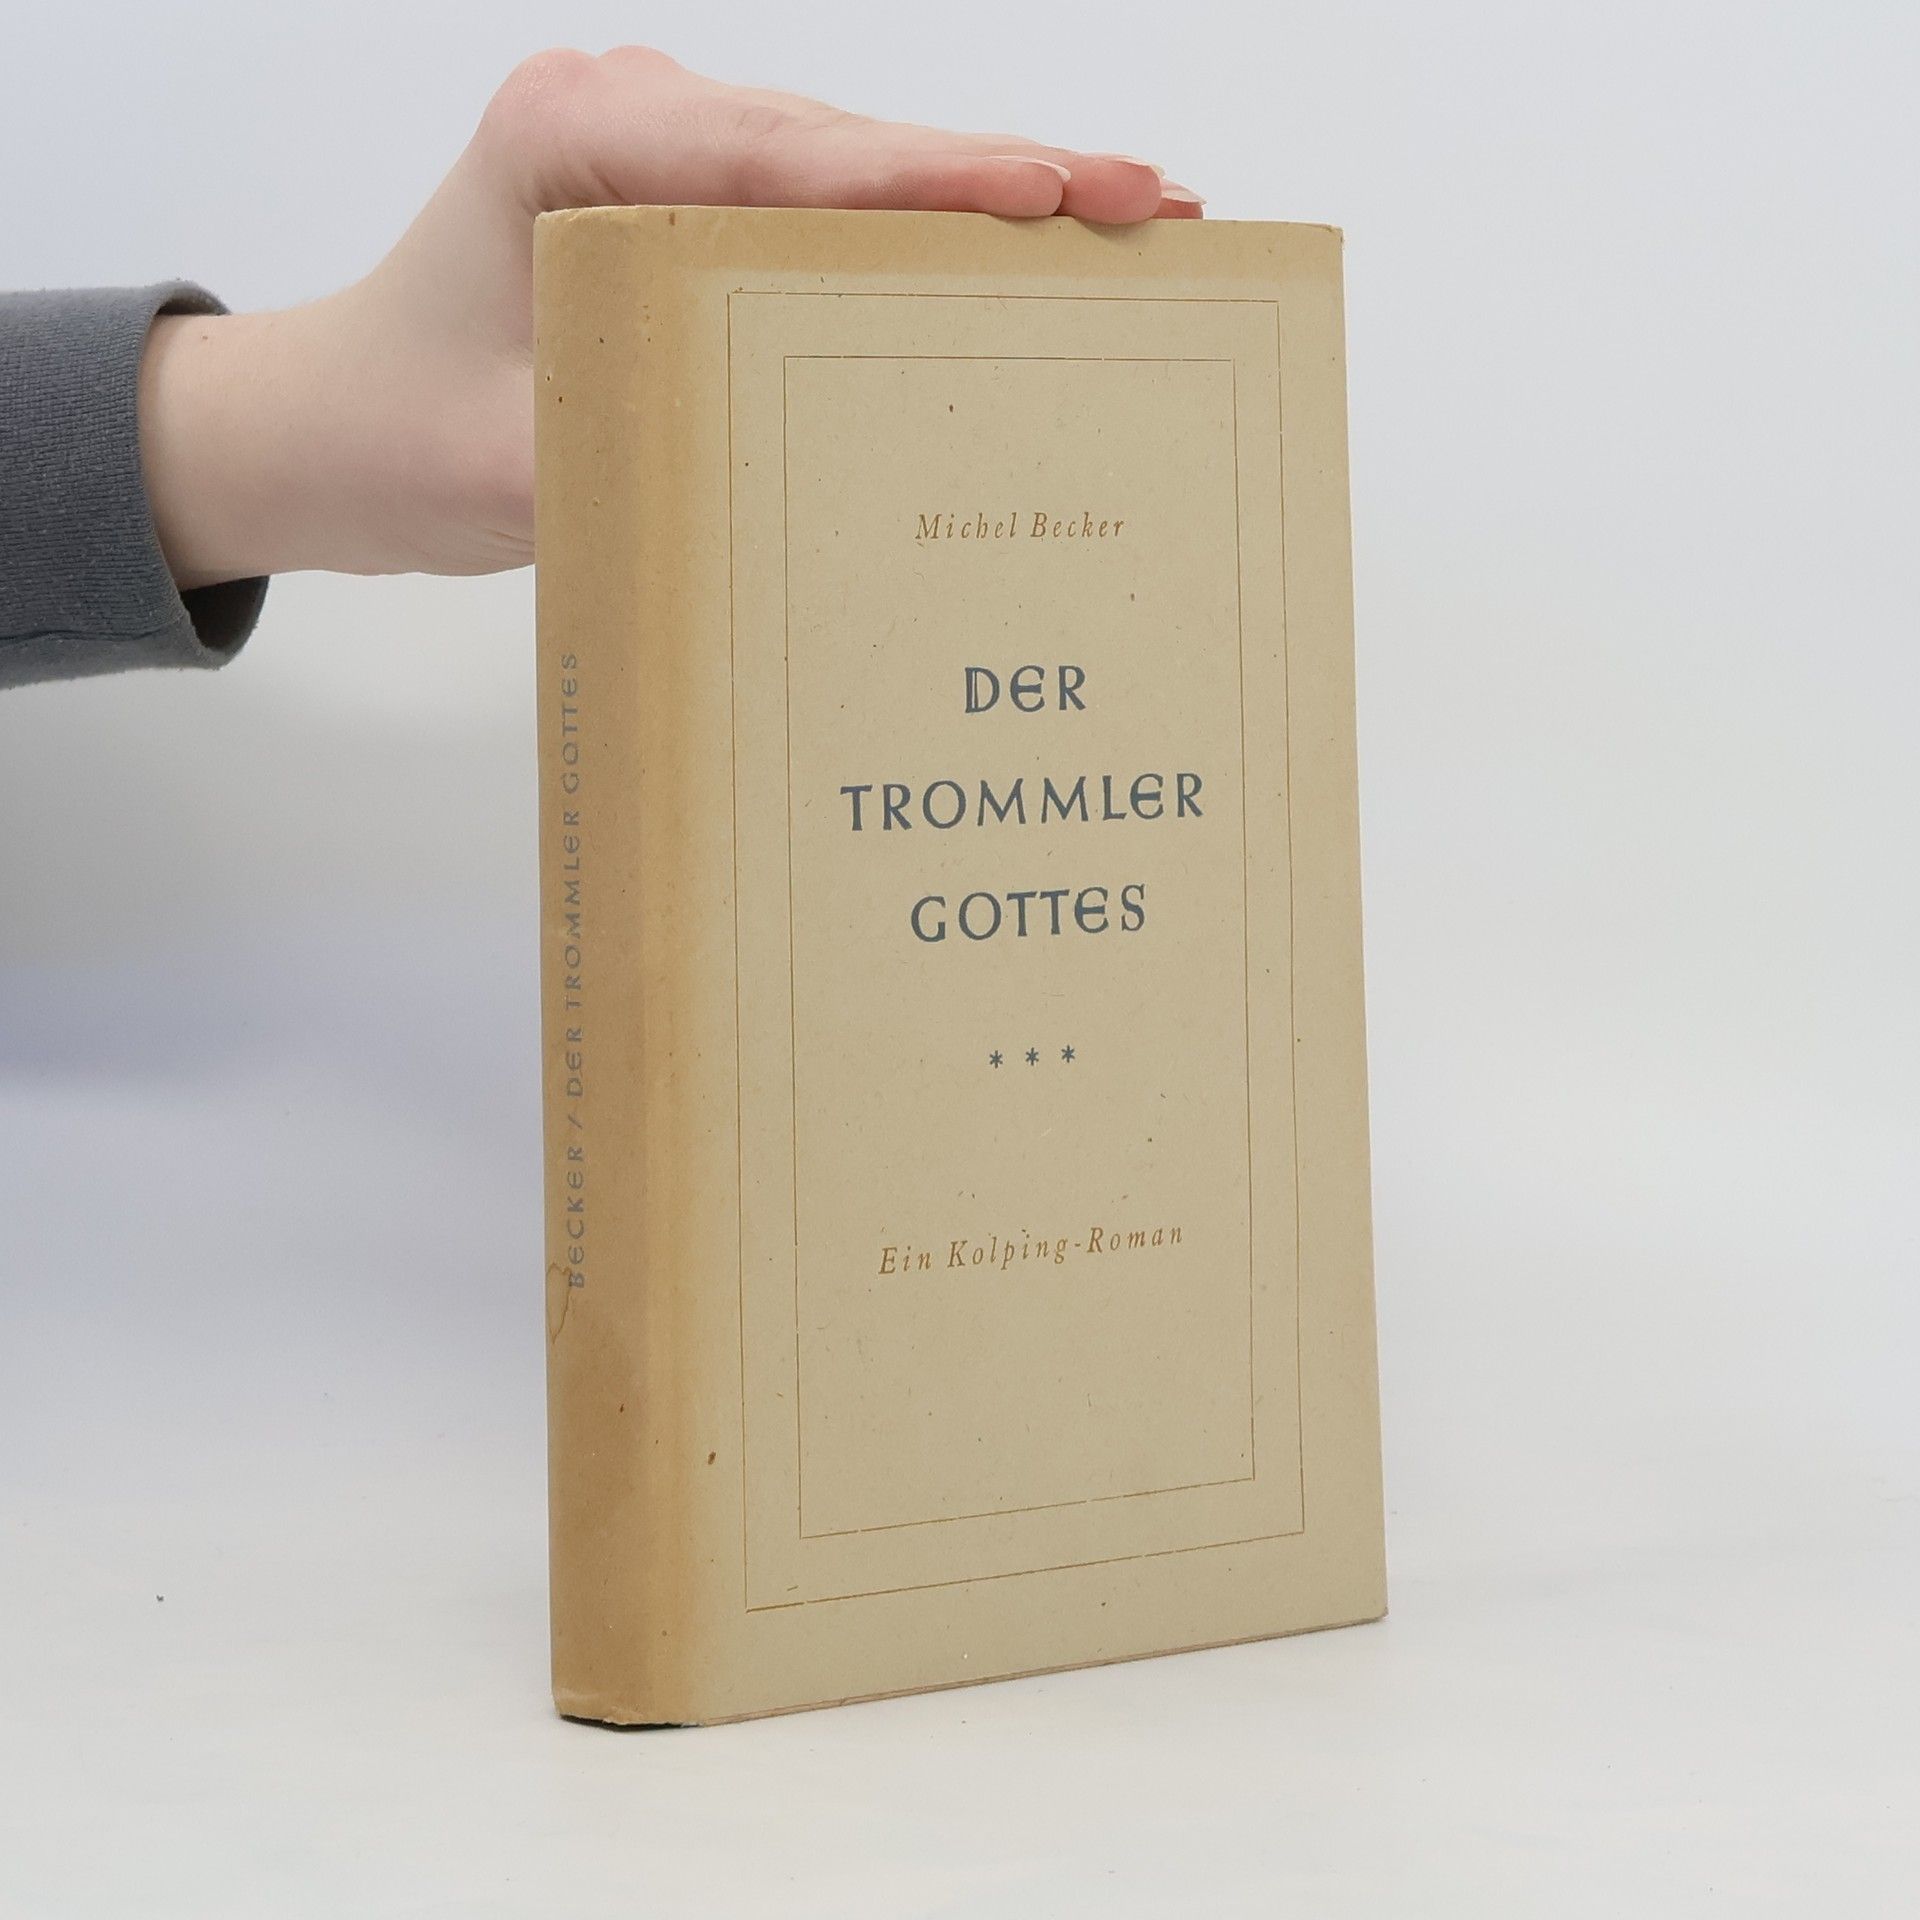 Michel Becker
DER
TROMMLER
GOTTES
* * *
Ein Kolping-Roman
BECKER / DER TROMMLER GOTTES